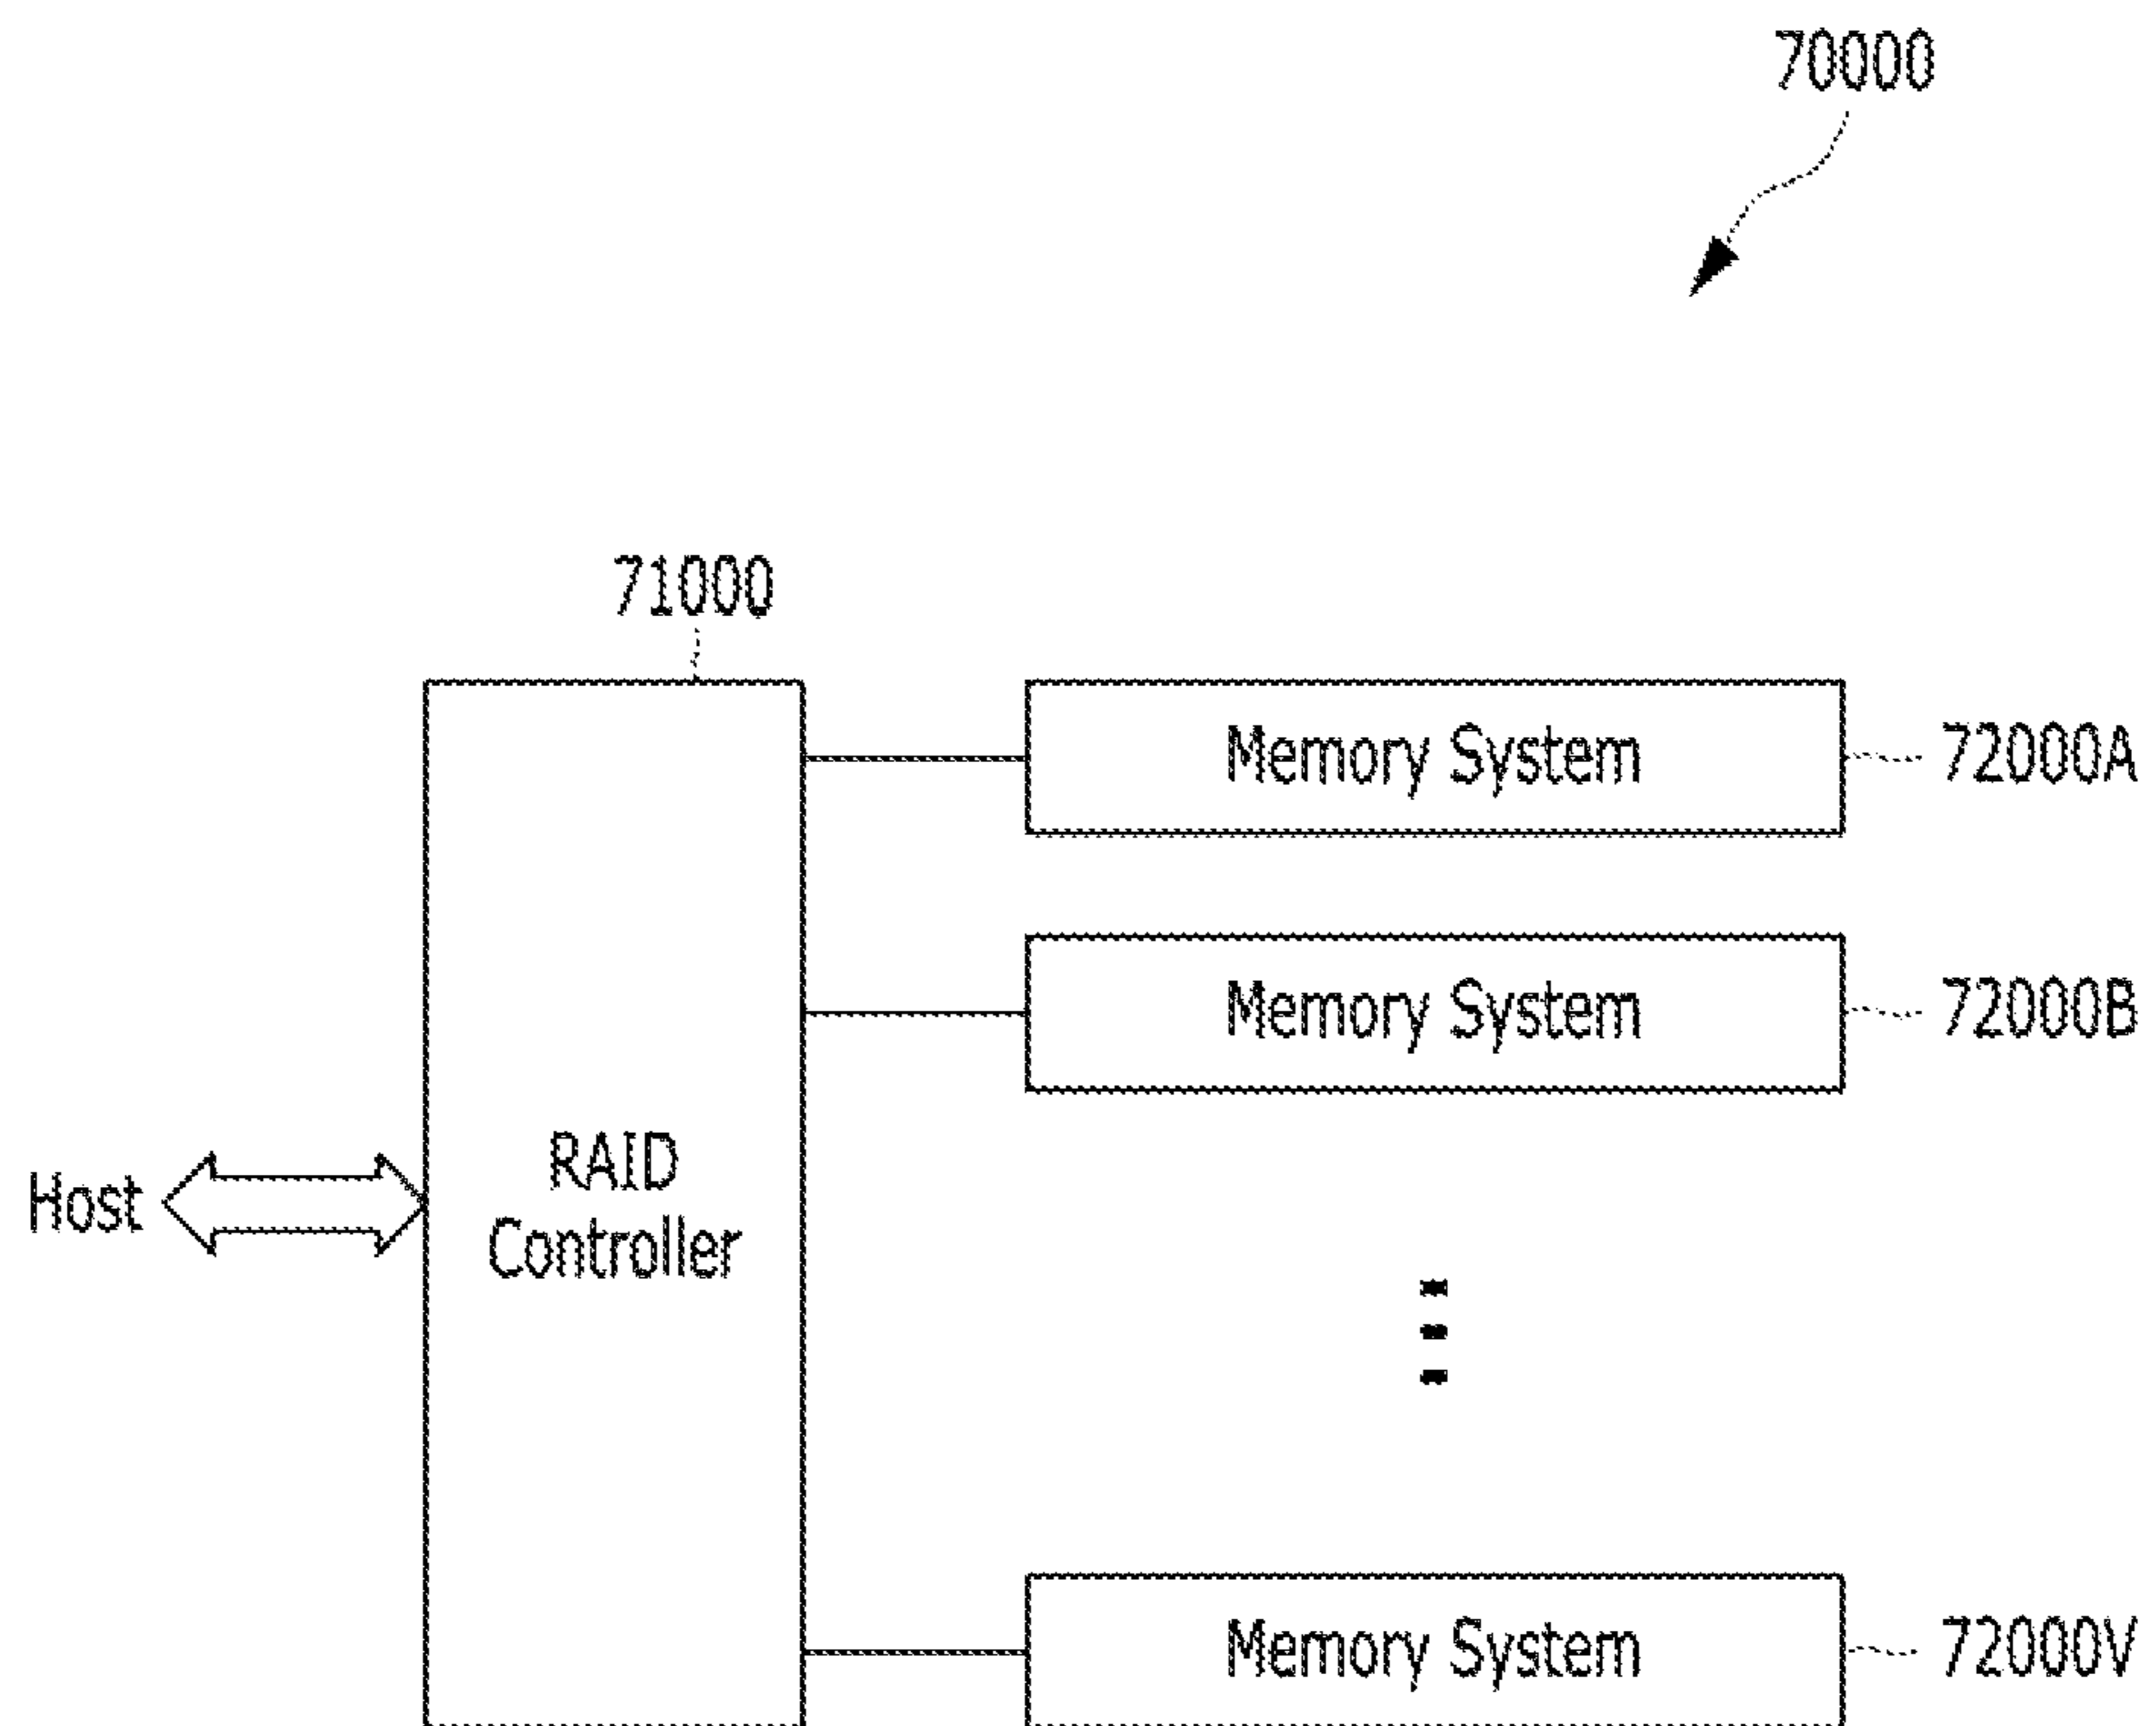 70000
71000
Memory System 72000A
Memory System 72000B
Host
RAID
Controller
Memory System 72000V